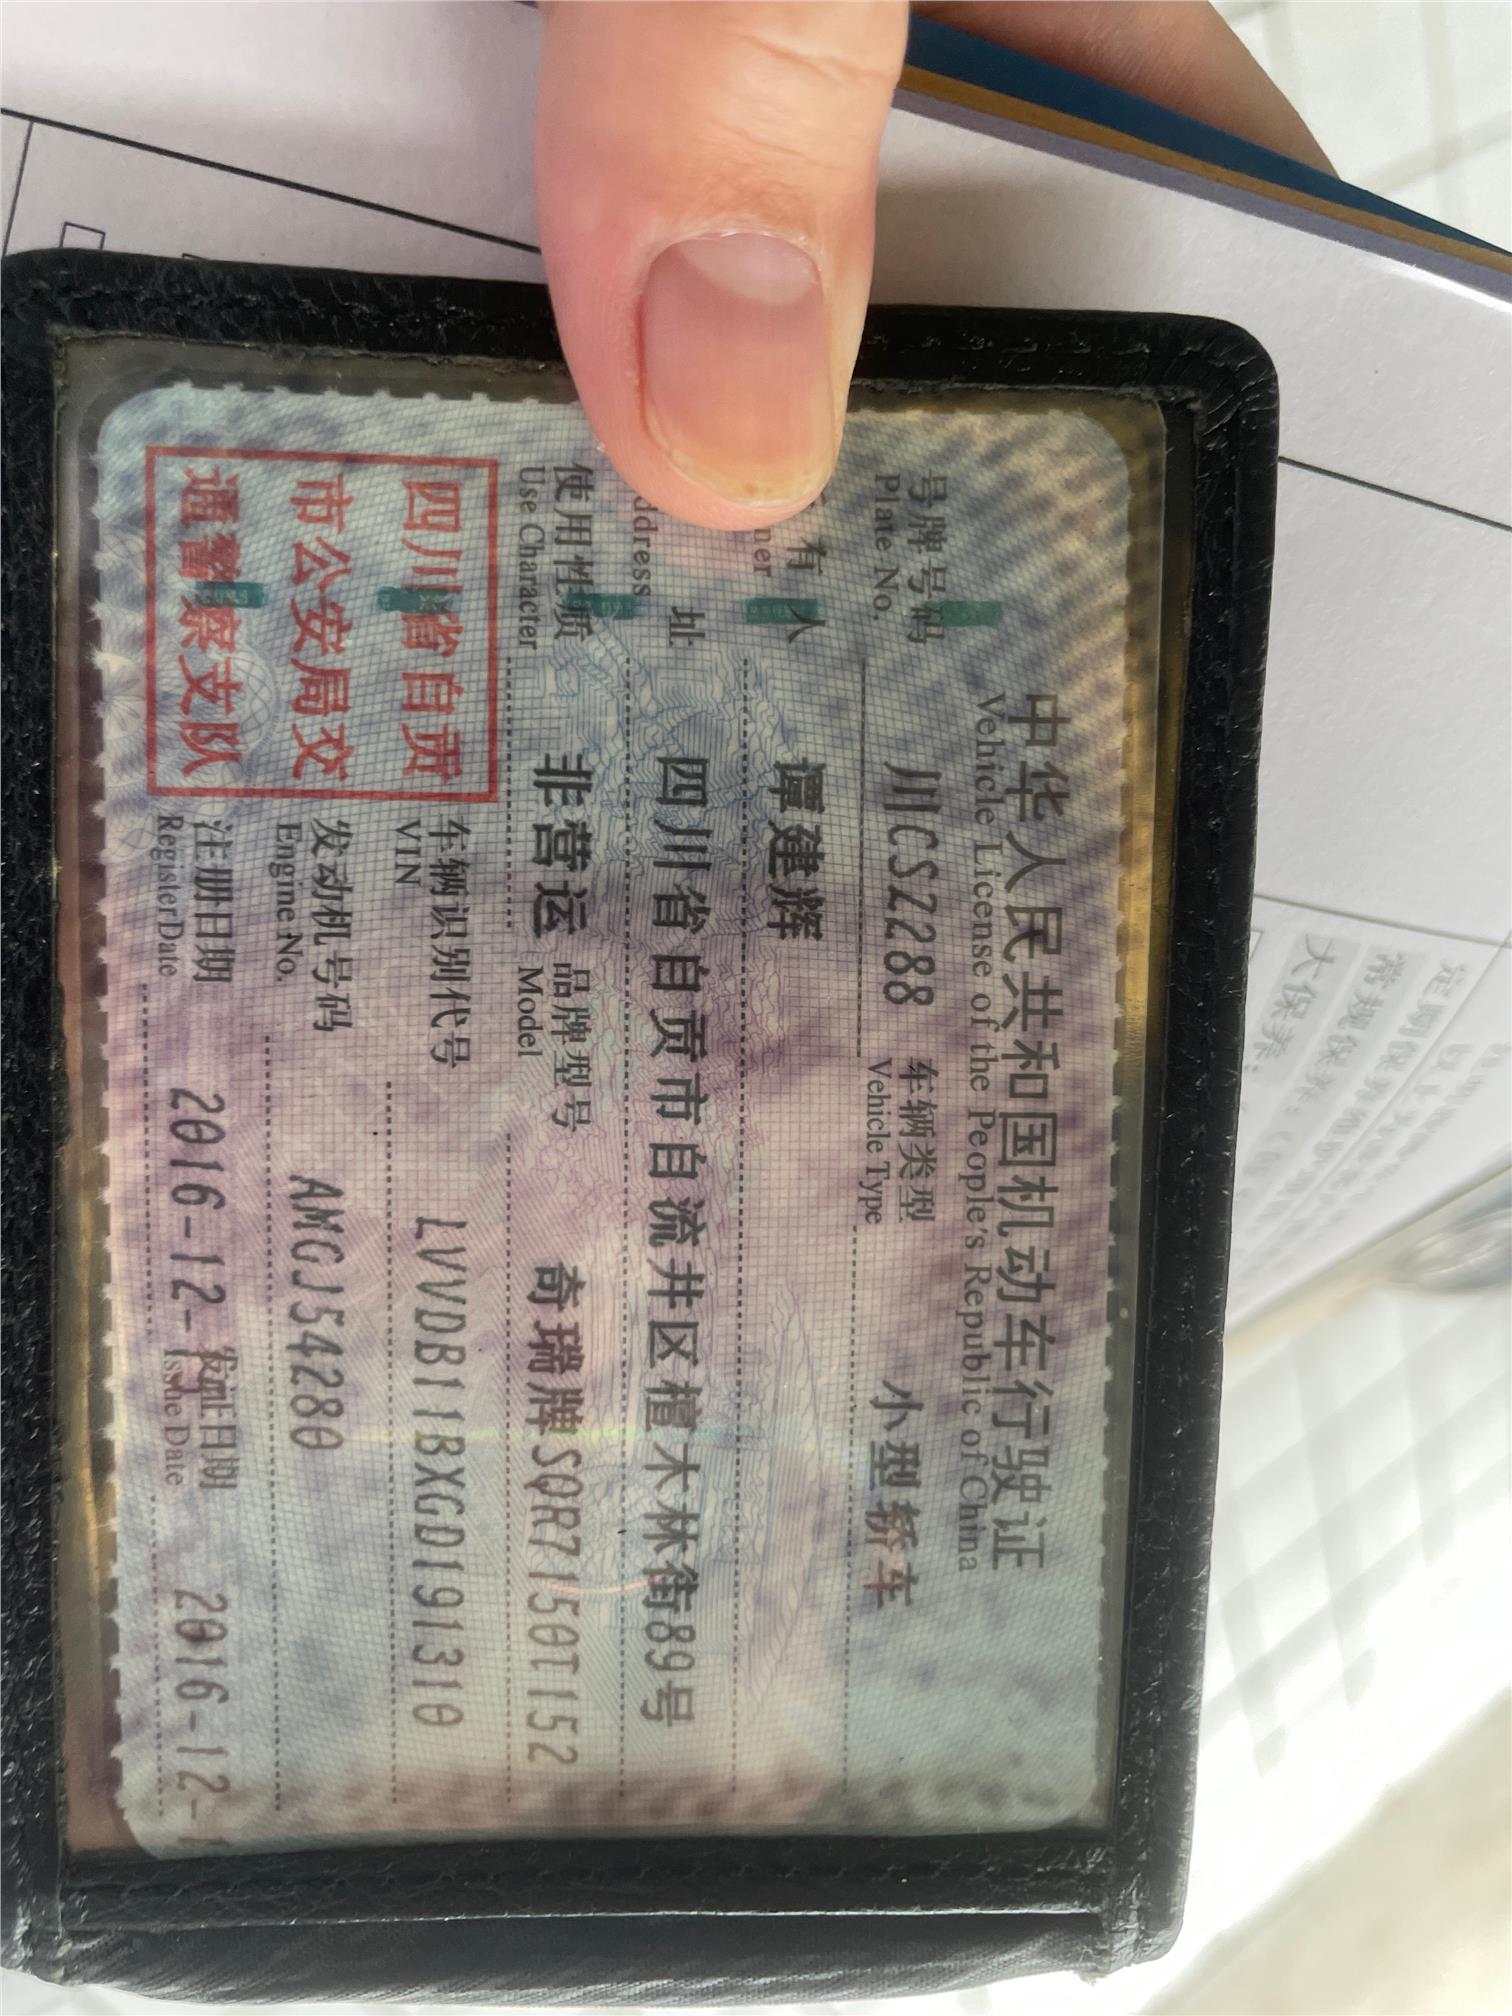 中华人民共和国机动车行驶证
Vehicle License of the People's Republic of China
号牌号码 川CS2288 车辆类型 小型轿车
Plate No. Vehicle Type
有人 谭建辉
ner
址 四川省自贡市自流井区檀木林街89号
ddress
使用性质 非营运 品牌型号 奇瑞牌SQR7150T1152
Use Character Model
四川省自贡
市公安局交
通警察支队
车辆识别代号 LVVDB11BXGD191310
VIN
发动机号码 AMGJ54280
Engine No.
注册日期 2016-12- 发证日期 2016-12-
Register Date Issue Date
定期保养
常规保养
大保养